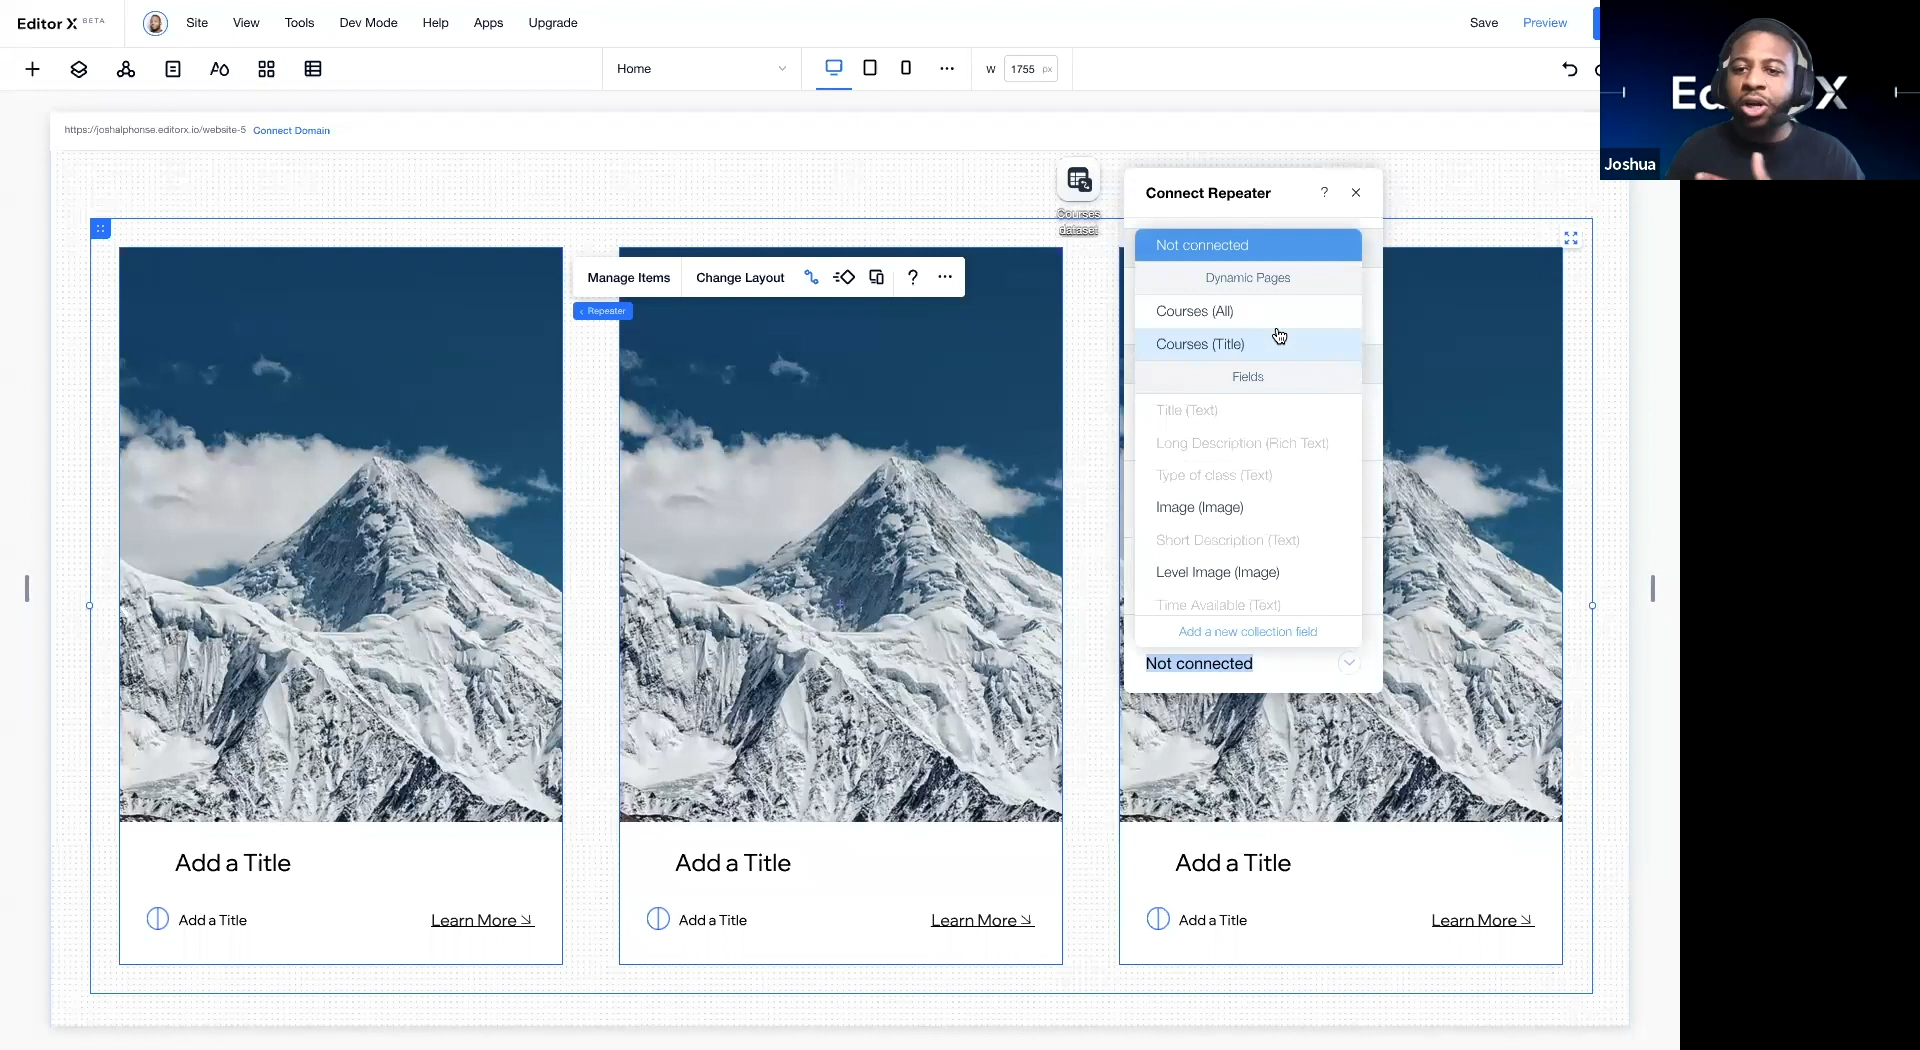 Editor X BETA
Site View Tools Dev Mode Help Apps Upgrade
Save Preview
Home
W 1755 px
Joshua
https://joshalphonse.editorx.io/website-5 Connect Domain
Courses
dataset
Connect Repeater ? ×
Not connected
Dynamic Pages
Courses (All)
Courses (Title)
Fields
Title (Text)
Long Description (Rich Text)
Type of class (Text)
Image (Image)
Short Description (Text)
Level Image (Image)
Time Available (Text)
Add a new collection field
Not connected
Manage Items Change Layout ?
‹ Repeater
Add a Title
Add a Title Learn More
Add a Title
Add a Title Learn More
Add a Title
Add a Title Learn More